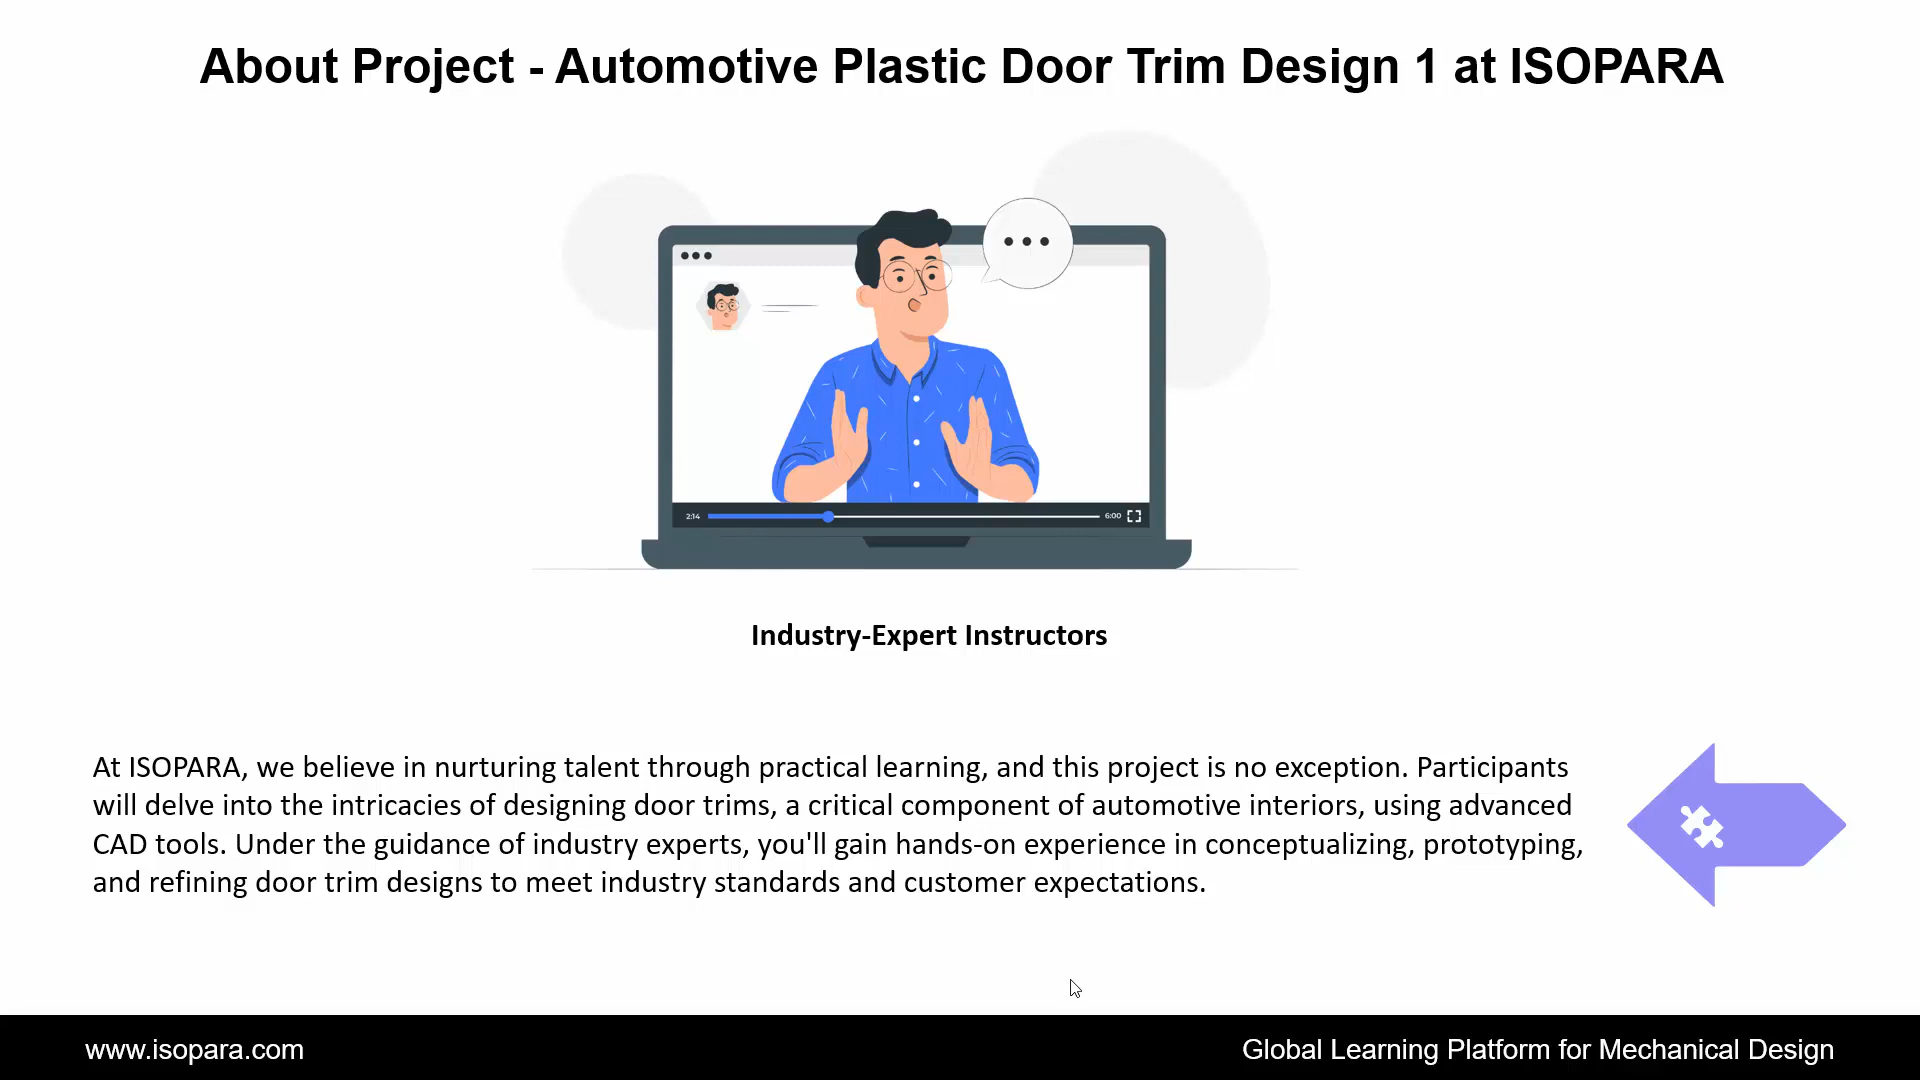 About Project - Automotive Plastic Door Trim Design 1 at ISOPARA
2:14
6:00
Industry-Expert Instructors
At ISOPARA, we believe in nurturing talent through practical learning, and this project is no exception. Participants
will delve into the intricacies of designing door trims, a critical component of automotive interiors, using advanced
CAD tools. Under the guidance of industry experts, you'll gain hands-on experience in conceptualizing, prototyping,
and refining door trim designs to meet industry standards and customer expectations.
www.isopara.com
Global Learning Platform for Mechanical Design